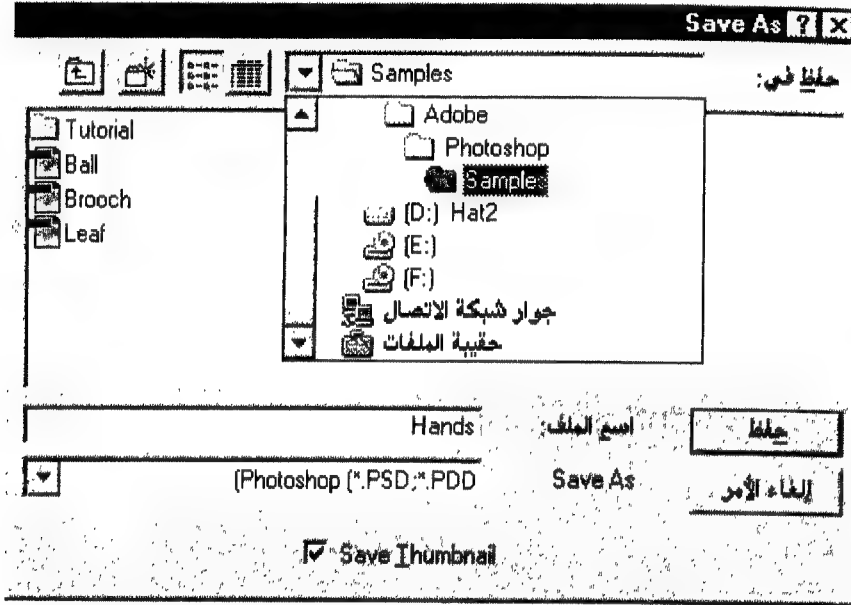 Save As
حفظ في:
Samples
Tutorial
Ball
Brooch
Leaf
Adobe
Photoshop
Samples
(D:) Hat2
(E:)
(F:)
جوار شبكة الاتصال
حقيبة الملفات
حفظ
اسم الملف:
Hands
إلغاء الأمر
Save As
(Photoshop (*.PSD;*.PDD
Save Thumbnail